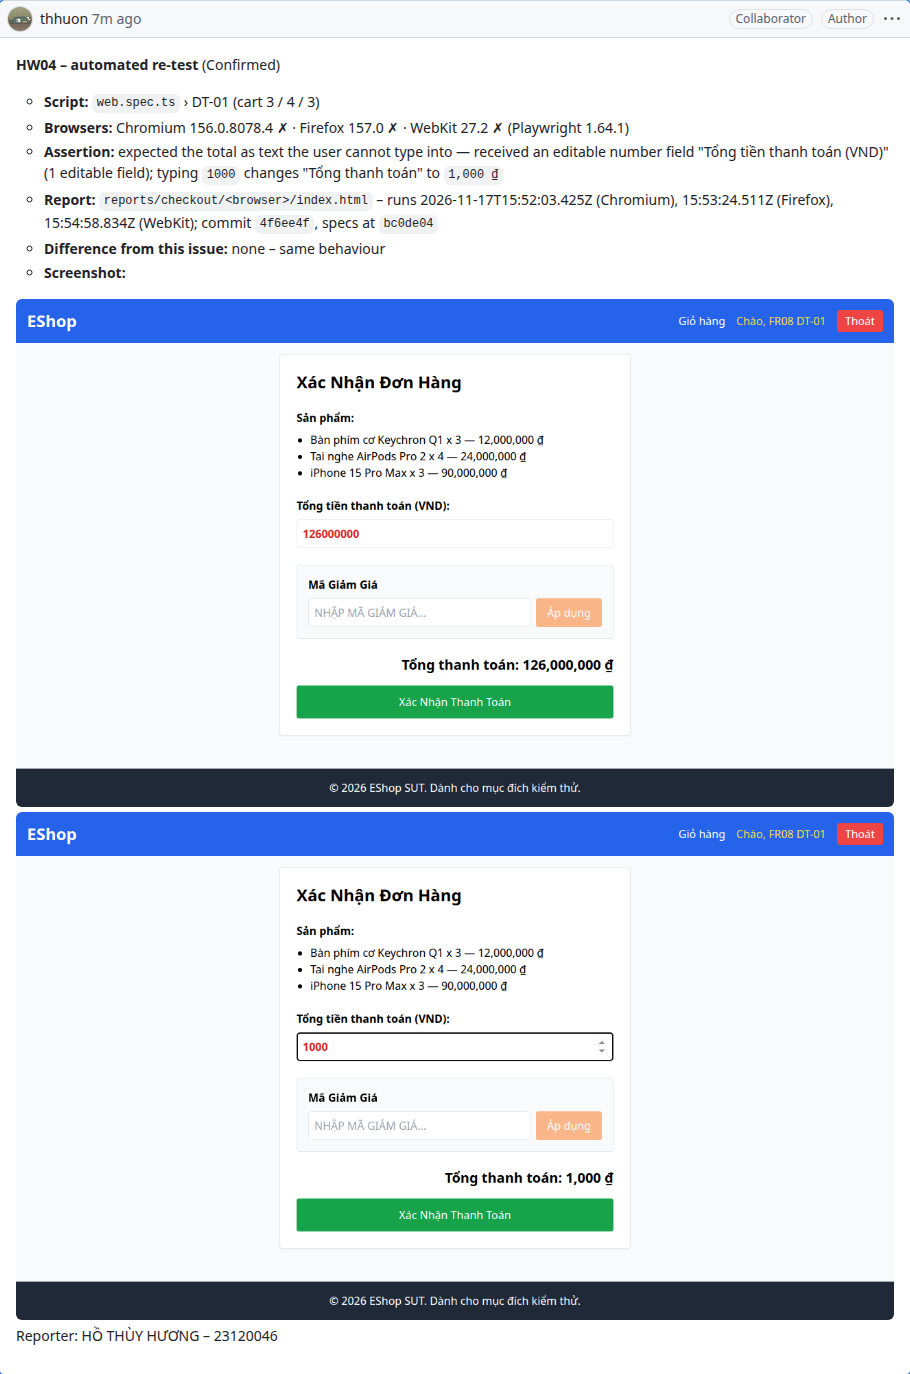 thhuon 7m ago
Collaborator
Author
HW04 – automated re-test (Confirmed)
Script: web.spec.ts › DT-01 (cart 3 / 4 / 3)
Browsers: Chromium 156.0.8078.4 ✗ · Firefox 157.0 ✗ · WebKit 27.2 ✗ (Playwright 1.64.1)
Assertion: expected the total as text the user cannot type into — received an editable number field "Tổng tiền thanh toán (VND)"
(1 editable field); typing 1000 changes "Tổng thanh toán" to 1,000 ₫
Report: reports/checkout/<browser>/index.html – runs 2026-11-17T15:52:03.425Z (Chromium), 15:53:24.511Z (Firefox),
15:54:58.834Z (WebKit); commit 4f6ee4f, specs at bc0de04
Difference from this issue: none – same behaviour
Screenshot:
EShop
Giỏ hàng
Chào, FR08 DT-01
Thoát
Xác Nhận Đơn Hàng
Sản phẩm:
Bàn phím cơ Keychron Q1 x 3 — 12,000,000 ₫
Tai nghe AirPods Pro 2 x 4 — 24,000,000 ₫
iPhone 15 Pro Max x 3 — 90,000,000 ₫
Tổng tiền thanh toán (VND):
126000000
Mã Giảm Giá
NHẬP MÃ GIẢM GIÁ...
Áp dụng
Tổng thanh toán: 126,000,000 ₫
Xác Nhận Thanh Toán
© 2026 EShop SUT. Dành cho mục đích kiểm thử.
EShop
Giỏ hàng
Chào, FR08 DT-01
Thoát
Xác Nhận Đơn Hàng
Sản phẩm:
Bàn phím cơ Keychron Q1 x 3 — 12,000,000 ₫
Tai nghe AirPods Pro 2 x 4 — 24,000,000 ₫
iPhone 15 Pro Max x 3 — 90,000,000 ₫
Tổng tiền thanh toán (VND):
1000
Mã Giảm Giá
NHẬP MÃ GIẢM GIÁ...
Áp dụng
Tổng thanh toán: 1,000 ₫
Xác Nhận Thanh Toán
© 2026 EShop SUT. Dành cho mục đích kiểm thử.
Reporter: HỒ THÙY HƯƠNG – 23120046